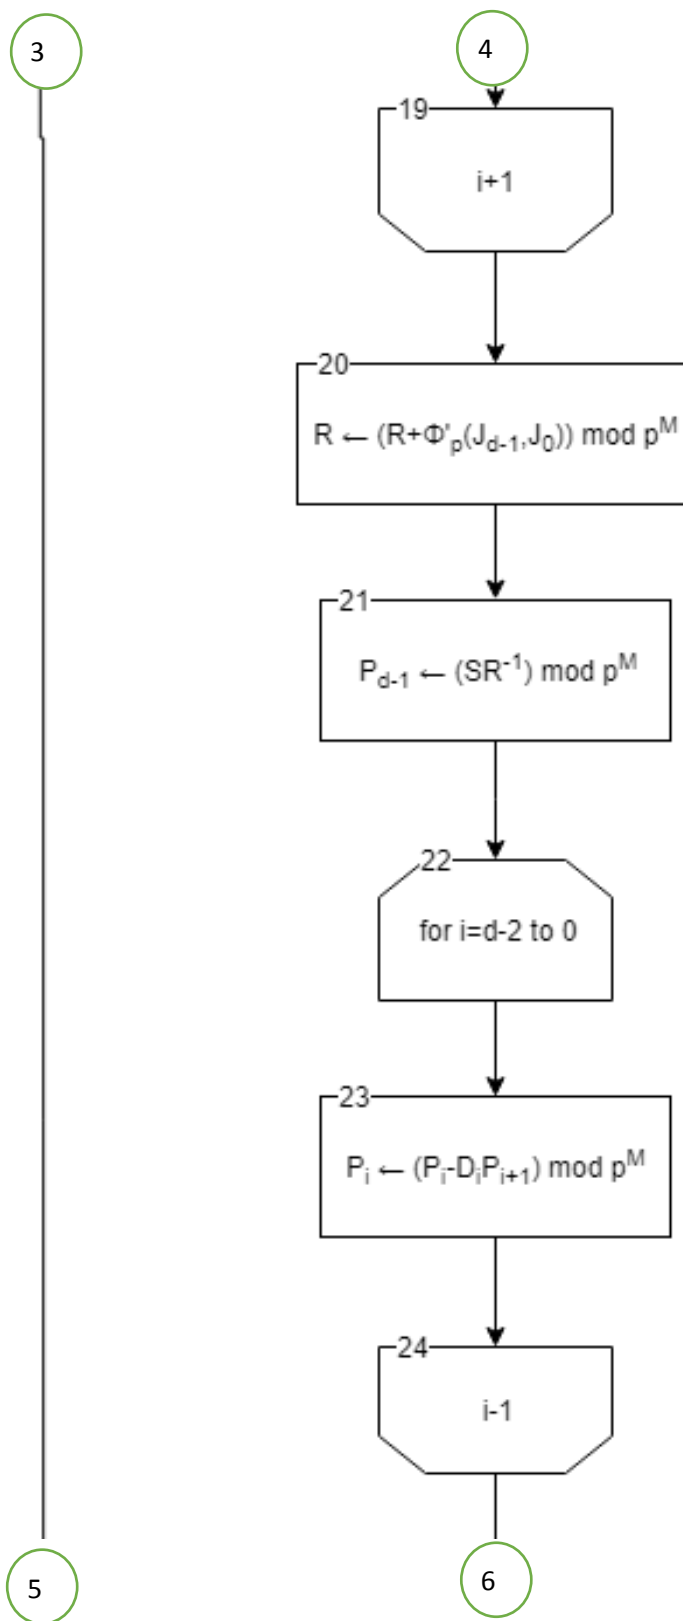 3
4
19
i+1
20
R ← (R+Φ'p(Jd-1,J0)) mod pM
21
Pd-1 ← (SR-1) mod pM
22
for i=d-2 to 0
23
Pi ← (Pi-DiPi+1) mod pM
24
i-1
5
6